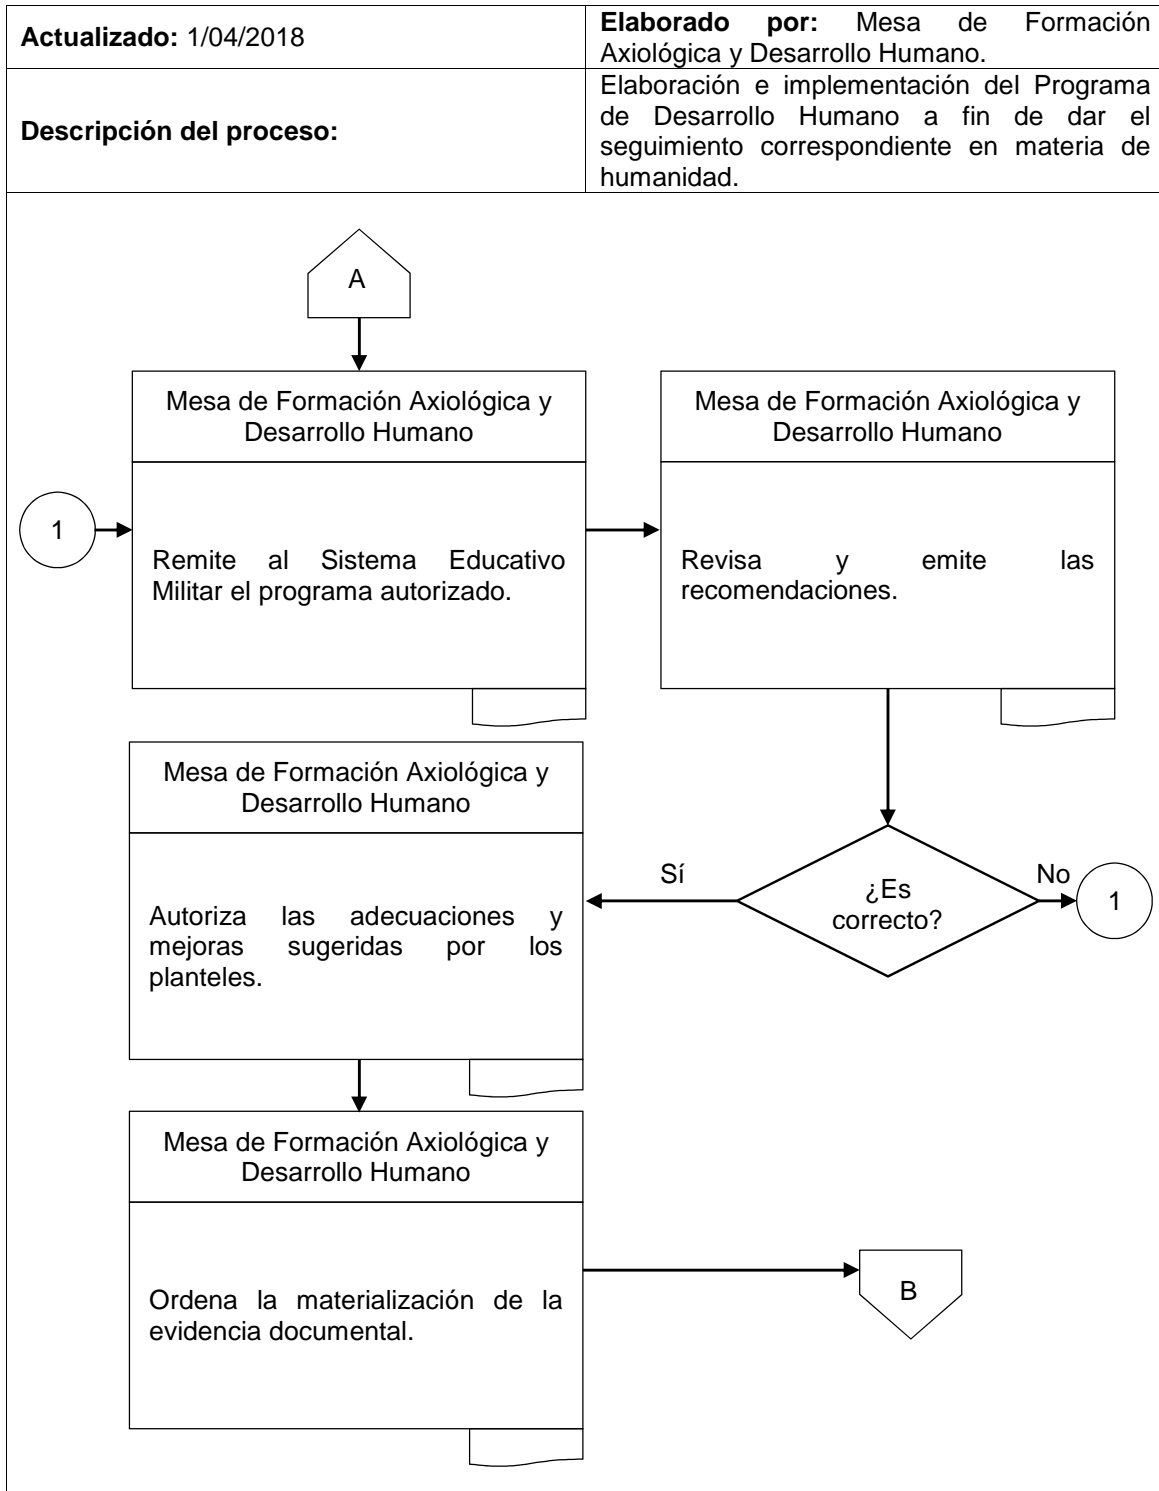 Actualizado: 1/04/2018
Elaborado por: Mesa de Formación
Axiológica y Desarrollo Humano.
Descripción del proceso:
Elaboración e implementación del Programa
de Desarrollo Humano a fin de dar el
seguimiento correspondiente en materia de
humanidad.
A
Mesa de Formación Axiológica y
Desarrollo Humano
Mesa de Formación Axiológica y
Desarrollo Humano
1
Remite al Sistema Educativo
Militar el programa autorizado.
Revisa y emite las
recomendaciones.
Mesa de Formación Axiológica y
Desarrollo Humano
Sí
¿Es
correcto?
No
1
Autoriza las adecuaciones y
mejoras sugeridas por los
planteles.
Mesa de Formación Axiológica y
Desarrollo Humano
Ordena la materialización de la
evidencia documental.
B